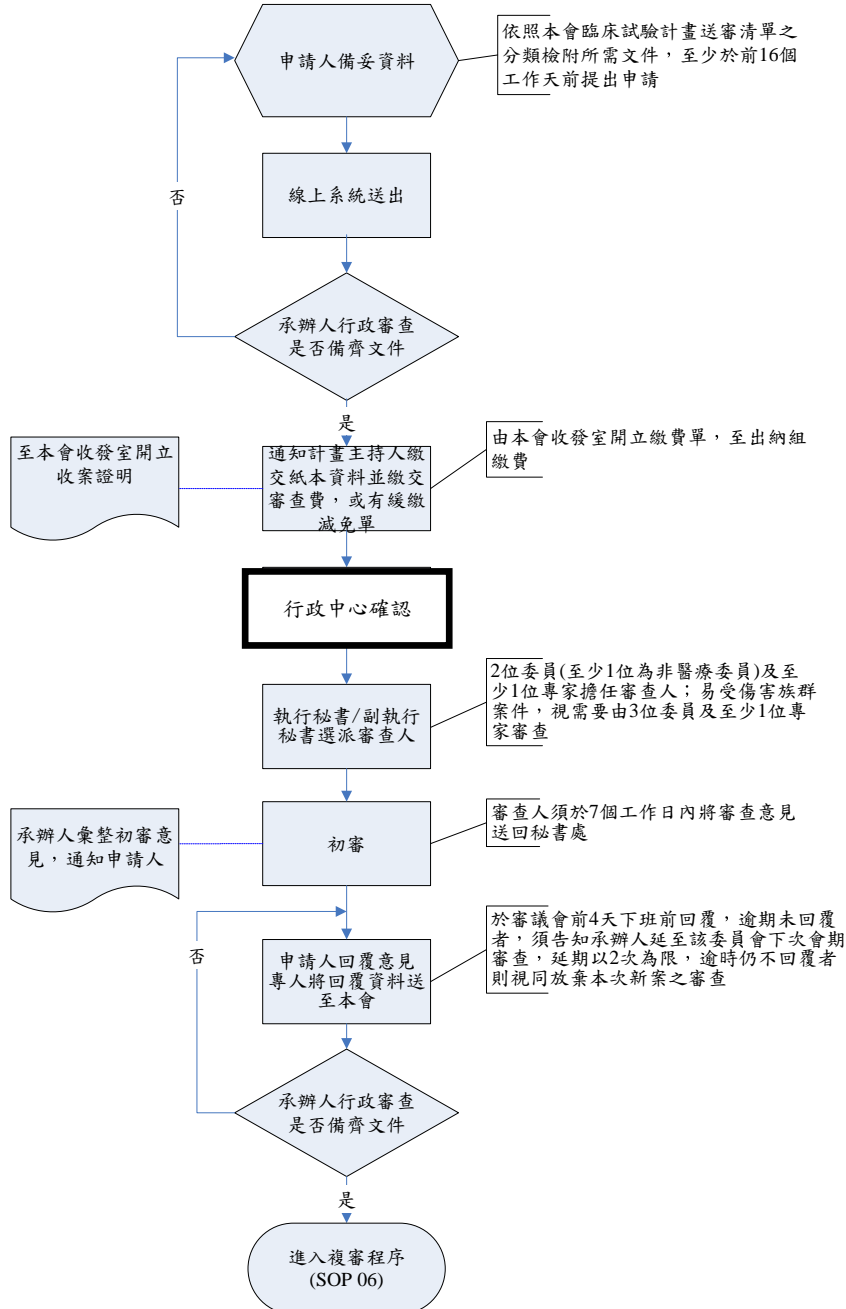 申請人備妥資料
依照本會臨床試驗計畫送審清單之
分類檢附所需文件，至少於前16個
工作天前提出申請
線上系統送出
否
承辦人行政審查
是否備齊文件
是
至本會收發室開立
收案證明
通知計畫主持人繳
交紙本資料並繳交
審查費，或有緩繳
減免單
由本會收發室開立繳費單，至出納組
繳費
行政中心確認
執行秘書/副執行
秘書選派審查人
2位委員(至少1位為非醫療委員)及至
少1位專家擔任審查人；易受傷害族群
案件，視需要由3位委員及至少1位專
家審查
承辦人彙整初審意
見，通知申請人
初審
審查人須於7個工作日內將審查意見
送回秘書處
否
申請人回覆意見
專人將回覆資料送
至本會
於審議會前4天下班前回覆，逾期未回覆
者，須告知承辦人延至該委員會下次會期
審查，延期以2次為限，逾時仍不回覆者
則視同放棄本次新案之審查
承辦人行政審查
是否備齊文件
是
進入複審程序
(SOP 06)